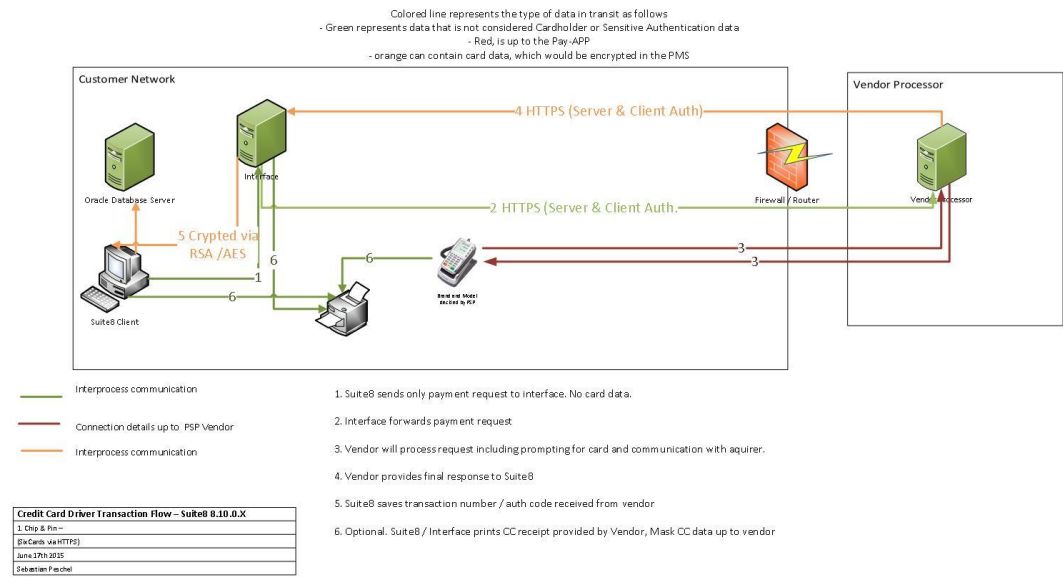 Colored line represents the type of data in transit as follows
- Green represents data that is not considered Cardholder or Sensitive Authentication data
- Red, is up to the Pay-APP
- orange can contain card data, which would be encrypted in the PMS
Customer Network
Vendor Processor
4 HTTPS (Server & Client Auth)
Interface
Oracle Database Server
Firewall / Router
Vendor Processor
2 HTTPS (Server & Client Auth.
5 Crypted via
RSA /AES
6
1
6
6
3
3
Brand and Model
decided by PSP
Suite8 Client
Interprocess communication
Connection details up to PSP Vendor
Interprocess communication
1. Suite8 sends only payment request to interface. No card data.
2. Interface forwards payment request
3. Vendor will process request including prompting for card and communication with aquirer.
4. Vendor provides final response to Suite8
5. Suite8 saves transaction number / auth code received from vendor
6. Optional. Suite8 / Interface prints CC receipt provided by Vendor, Mask CC data up to vendor
Credit Card Driver Transaction Flow – Suite8 8.10.0.X
1. Chip & Pin –
(SixCards via HTTPS)
June 17th 2015
Sebastian Peschel